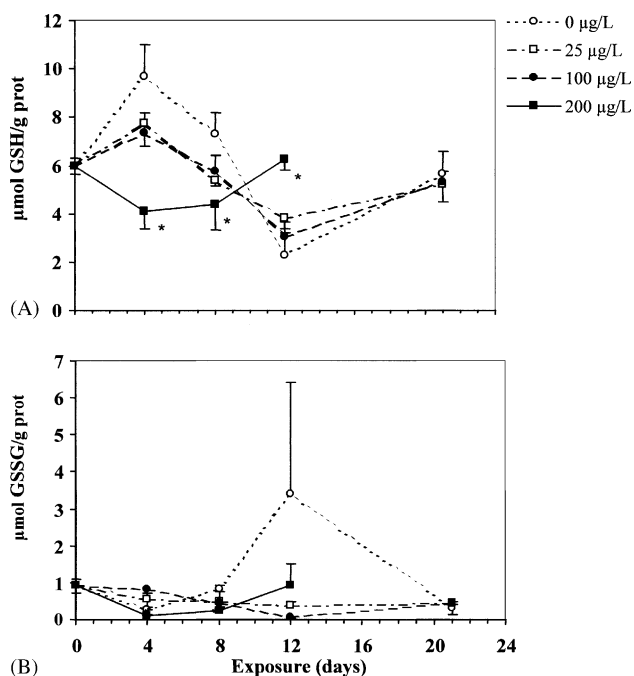 0 µg/L
25 µg/L
100 µg/L
200 µg/L
12
10
8
6
4
2
0
µmol GSH/g prot
*
*
*
(A)
7
6
5
4
3
2
1
0
µmol GSSG/g prot
0 4 8 12 16 20 24
Exposure (days)
(B)